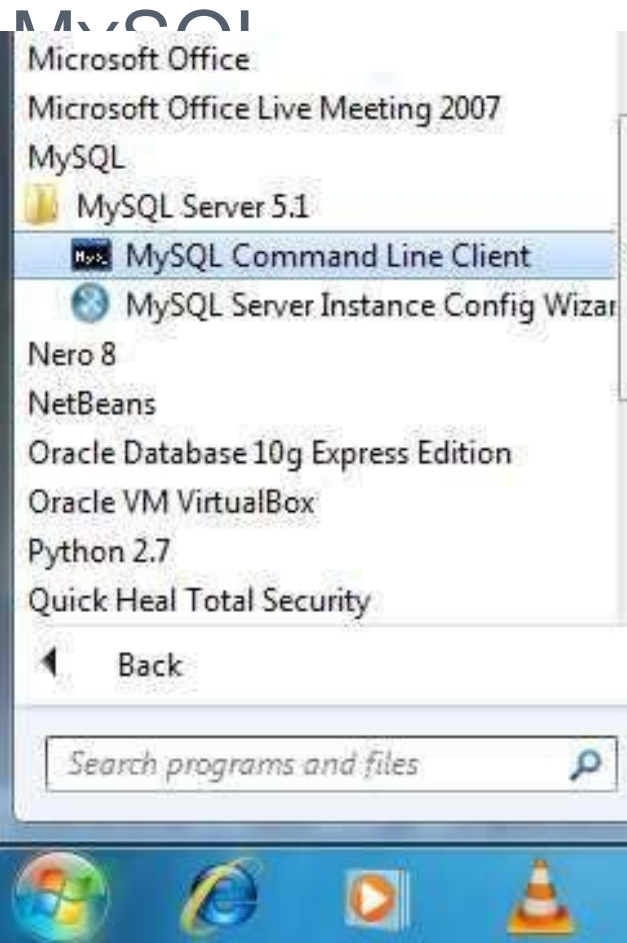 MySQL
Microsoft Office
Microsoft Office Live Meeting 2007
MySQL
MySQL Server 5.1
MySQL Command Line Client
MySQL Server Instance Config Wizar
Nero 8
NetBeans
Oracle Database 10g Express Edition
Oracle VM VirtualBox
Python 2.7
Quick Heal Total Security
Back
Search programs and files